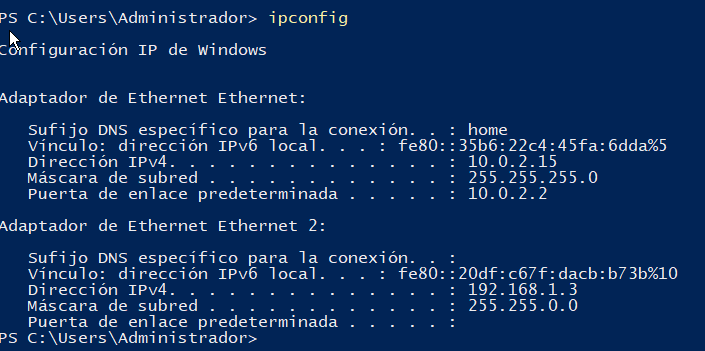 PS C:\Users\Administrador> ipconfig
Configuración IP de Windows
Adaptador de Ethernet Ethernet:
Sufijo DNS específico para la conexión. . : home
Vínculo: dirección IPv6 local. . . : fe80::35b6:22c4:45fa:6dda%5
Dirección IPv4. . . . . . . . . . . . . . : 10.0.2.15
Máscara de subred . . . . . . . . . . . . : 255.255.255.0
Puerta de enlace predeterminada . . . . . : 10.0.2.2
Adaptador de Ethernet Ethernet 2:
Sufijo DNS específico para la conexión. . :
Vínculo: dirección IPv6 local. . . : fe80::20df:c67f:dacb:b73b%10
Dirección IPv4. . . . . . . . . . . . . . : 192.168.1.3
Máscara de subred . . . . . . . . . . . . : 255.255.0.0
Puerta de enlace predeterminada . . . . . :
PS C:\Users\Administrador>